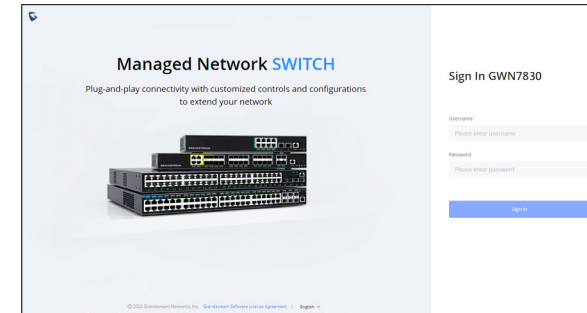 Managed Network SWITCH
Plug-and-play connectivity with customized controls and configurations
to extend your network
Sign In GWN7830
Username
Please enter username
Password
Please enter password
Sign In
© 2023 Grandstream Networks, Inc. Grandstream Software License Agreement | English